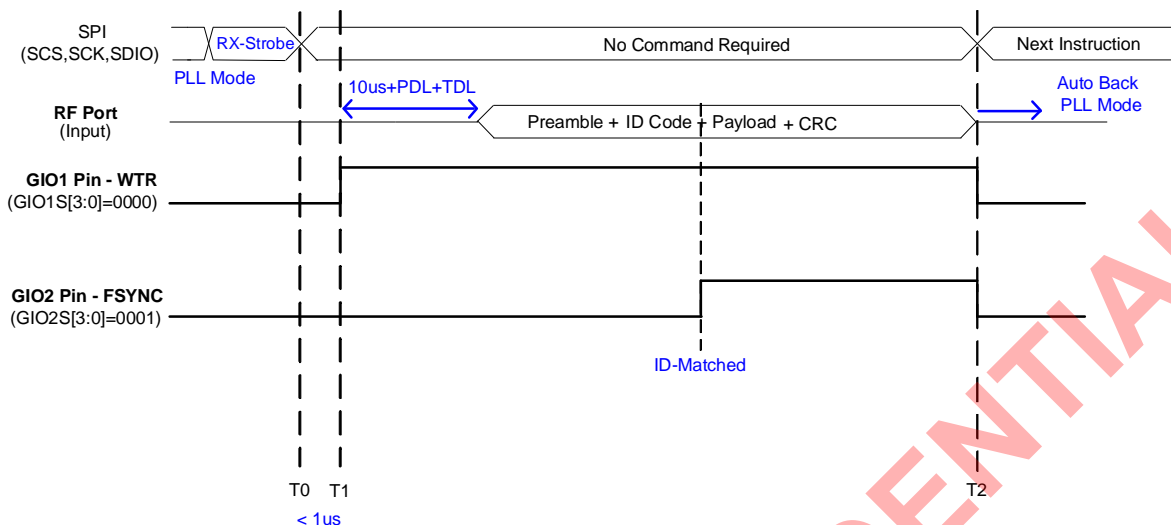 SPI
(SCS,SCK,SDIO)
RX-Strobe
No Command Required
Next Instruction
PLL Mode
10us+PDL+TDL
Auto Back
PLL Mode
RF Port
(Input)
Preamble + ID Code + Payload + CRC
GIO1 Pin - WTR
(GIO1S[3:0]=0000)
GIO2 Pin - FSYNC
(GIO2S[3:0]=0001)
ID-Matched
T0
T1
T2
< 1us
ENTIAL